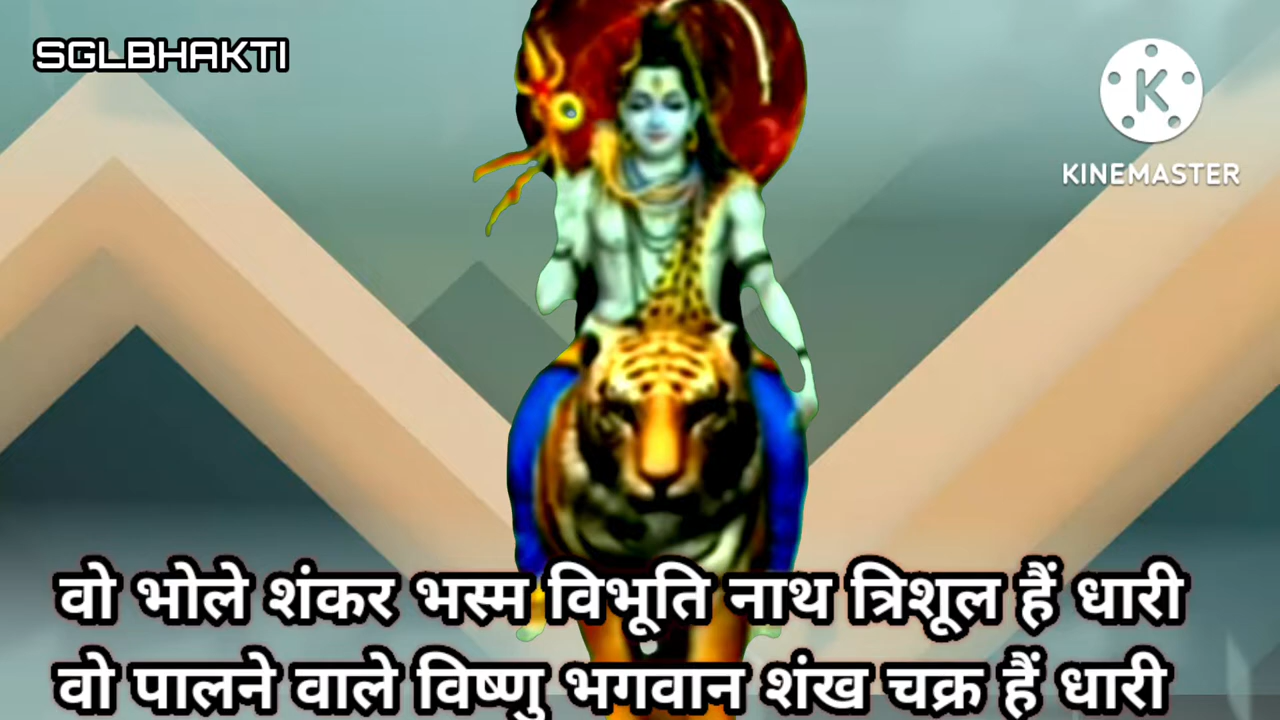 SGLBHAKTI
KINEMASTER
वो भोले शंकर भस्म विभूति नाथ त्रिशूल हैं धारी
वो पालने वाले विष्णु भगवान शंख चक्र हैं धारी